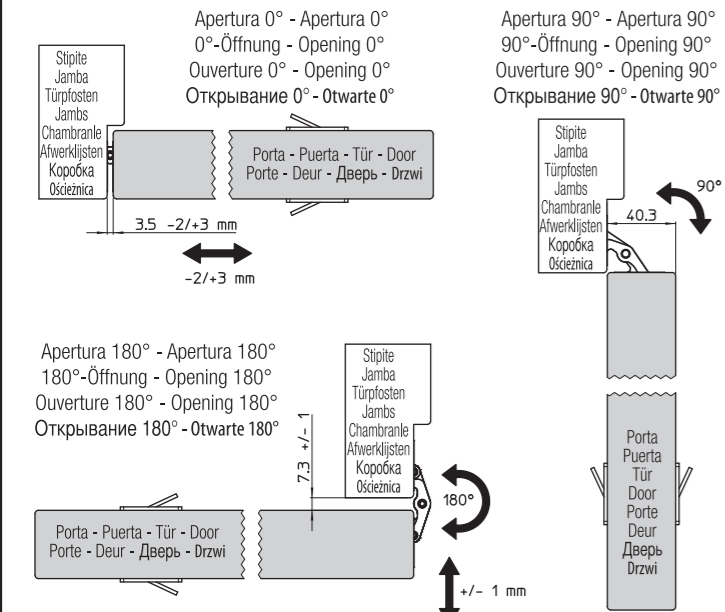 Apertura 0° - Apertura 0°
0°-Öffnung - Opening 0°
Ouverture 0° - Opening 0°
Открывание 0° - Otwarte 0°
Stipite
Jamba
Türpfosten
Jambs
Chambranle
Afwerklijsten
Коробка
Ościeżnica
Porta - Puerta - Tür - Door
Porte - Deur - Дверь - Drzwi
3.5 -2/+3 mm
-2/+3 mm
Apertura 90° - Apertura 90°
90°-Öffnung - Opening 90°
Ouverture 90° - Opening 90°
Открывание 90° - Otwarte 90°
Stipite
Jamba
Türpfosten
Jambs
Chambranle
Afwerklijsten
Коробка
Ościeżnica
90°
40.3
Porta
Puerta
Tür
Door
Porte
Deur
Дверь
Drzwi
Apertura 180° - Apertura 180°
180°-Öffnung - Opening 180°
Ouverture 180° - Opening 180°
Открывание 180° - Otwarte 180°
Stipite
Jamba
Türpfosten
Jambs
Chambranle
Afwerklijsten
Коробка
Ościeżnica
7.3 +/- 1
180°
Porta - Puerta - Tür - Door
Porte - Deur - Дверь - Drzwi
+/- 1 mm